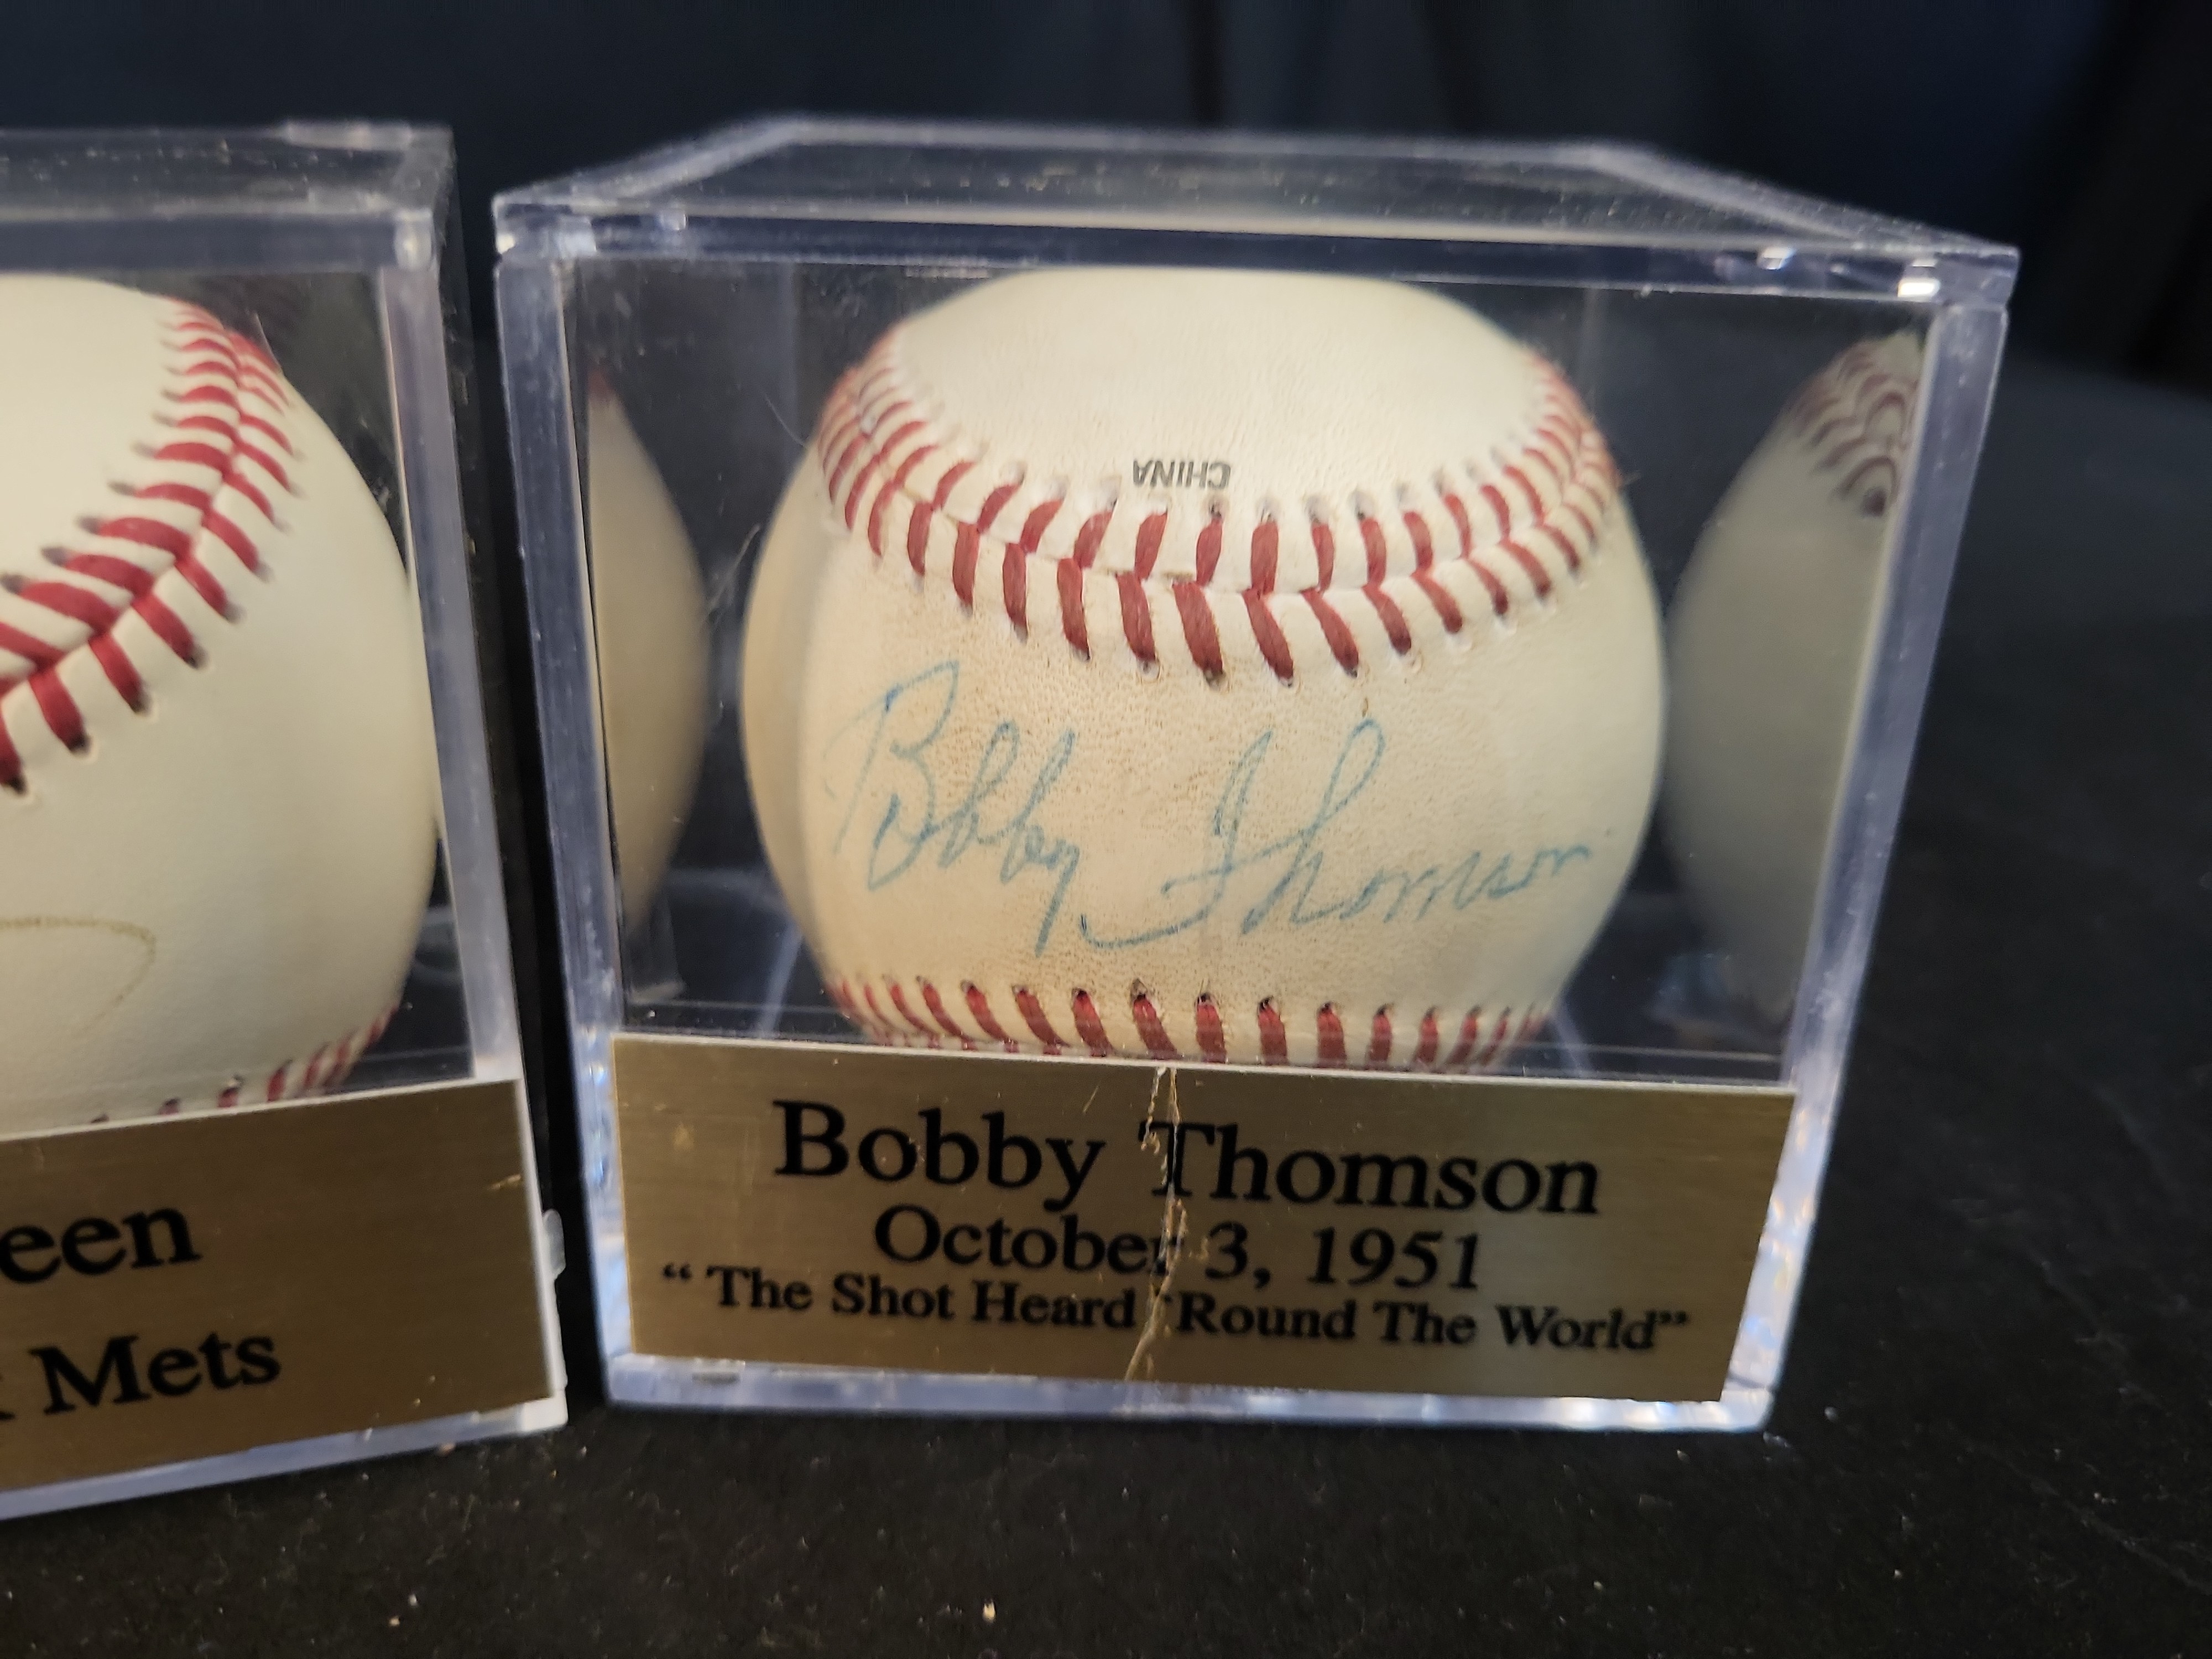 CHINA
Bobby Thomson
Bobby Thomson
October 3, 1951
“The Shot Heard ‘Round The World”
een
Mets